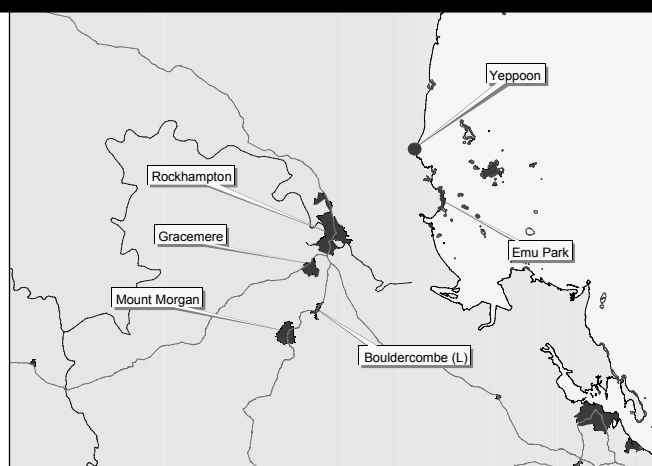 Yeppoon
Rockhampton
Gracemere
Emu Park
Mount Morgan
Bouldercombe (L)